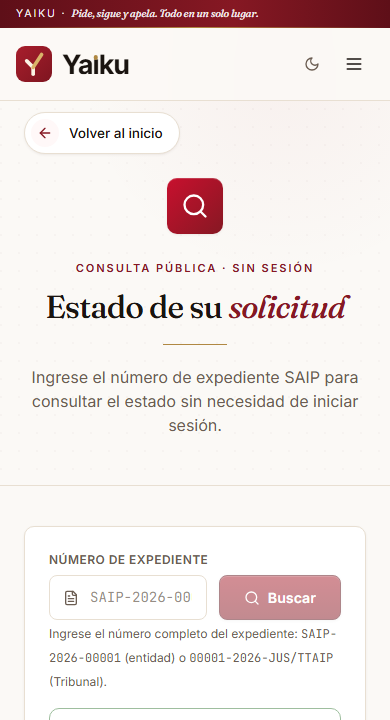 YAIKU · Pide, sigue y apela. Todo en un solo lugar.
Yaiku
Volver al inicio
CONSULTA PÚBLICA · SIN SESIÓN
Estado de su solicitud
Ingrese el número de expediente SAIP para
consultar el estado sin necesidad de iniciar
sesión.
NÚMERO DE EXPEDIENTE
SAIP-2026-00
Buscar
Ingrese el número completo del expediente: SAIP-
2026-00001 (entidad) o 00001-2026-JUS/TTAIP
(Tribunal).